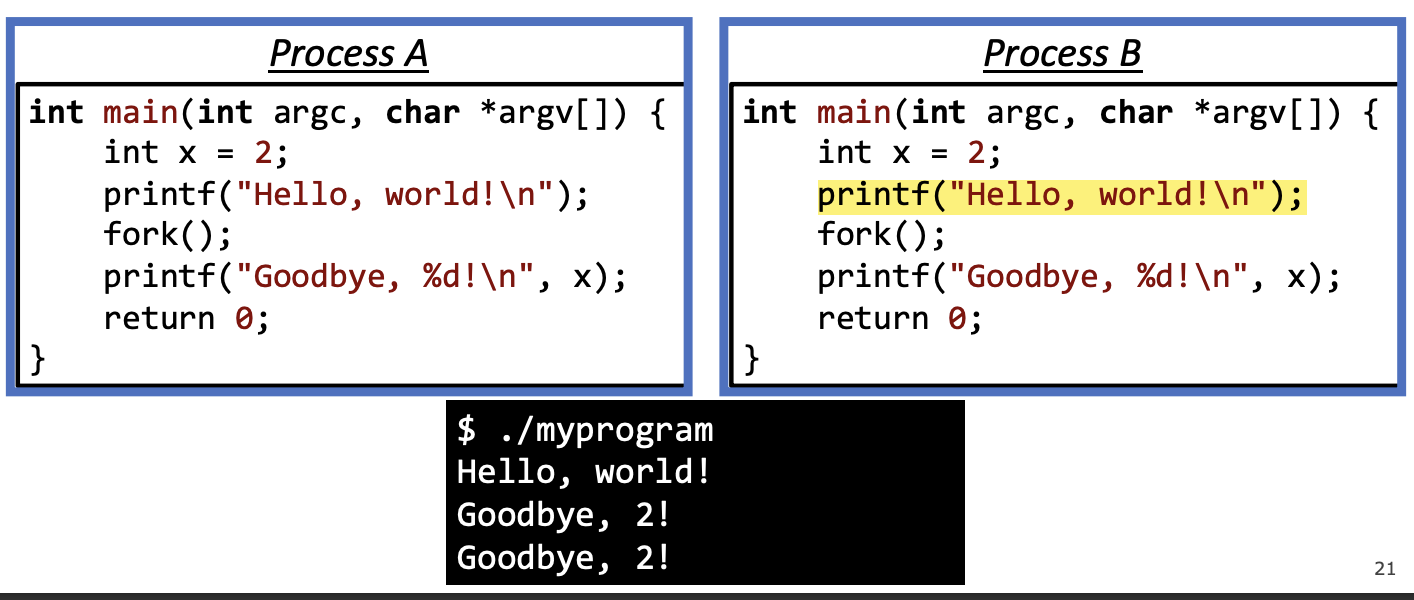 Process A
int main(int argc, char *argv[]) {
    int x = 2;
    printf("Hello, world!\n");
    fork();
    printf("Goodbye, %d!\n", x);
    return 0;
}
Process B
int main(int argc, char *argv[]) {
    int x = 2;
    printf("Hello, world!\n");
    fork();
    printf("Goodbye, %d!\n", x);
    return 0;
}
$ ./myprogram
Hello, world!
Goodbye, 2!
Goodbye, 2!
21